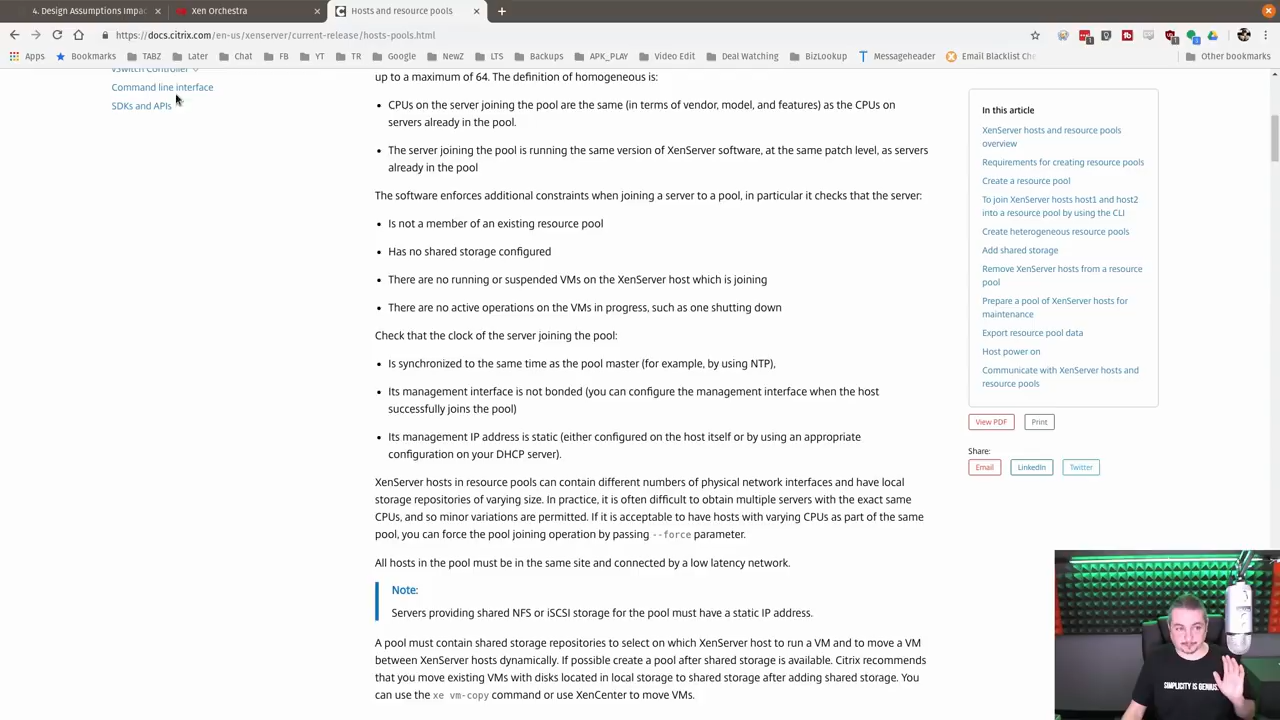 4. Design Assumptions Impac
Xen Orchestra
Hosts and resource pools
https://docs.citrix.com/en-us/xenserver/current-release/hosts-pools.html
Apps
Bookmarks
TABZ
Later
Chat
FB
YT
TR
Google
NewZ
IT
Backups
APK_PLAY
Video Edit
Deal Watching
BizLookup
Messageheader
Email Blacklist Che
Other bookmarks
vSwitch Controller
Command line interface
SDKs and APIs
up to a maximum of 64. The definition of homogeneous is:
• CPUs on the server joining the pool are the same (in terms of vendor, model, and features) as the CPUs on
servers already in the pool.
• The server joining the pool is running the same version of XenServer software, at the same patch level, as servers
already in the pool
The software enforces additional constraints when joining a server to a pool, in particular it checks that the server:
• Is not a member of an existing resource pool
• Has no shared storage configured
• There are no running or suspended VMs on the XenServer host which is joining
• There are no active operations on the VMs in progress, such as one shutting down
Check that the clock of the server joining the pool:
• Is synchronized to the same time as the pool master (for example, by using NTP),
• Its management interface is not bonded (you can configure the management interface when the host
successfully joins the pool)
• Its management IP address is static (either configured on the host itself or by using an appropriate
configuration on your DHCP server).
XenServer hosts in resource pools can contain different numbers of physical network interfaces and have local
storage repositories of varying size. In practice, it is often difficult to obtain multiple servers with the exact same
CPUs, and so minor variations are permitted. If it is acceptable to have hosts with varying CPUs as part of the same
pool, you can force the pool joining operation by passing --force parameter.
All hosts in the pool must be in the same site and connected by a low latency network.
Note:
Servers providing shared NFS or iSCSI storage for the pool must have a static IP address.
A pool must contain shared storage repositories to select on which XenServer host to run a VM and to move a VM
between XenServer hosts dynamically. If possible create a pool after shared storage is available. Citrix recommends
that you move existing VMs with disks located in local storage to shared storage after adding shared storage. You
can use the xe vm-copy command or use XenCenter to move VMs.
In this article
XenServer hosts and resource pools
overview
Requirements for creating resource pools
Create a resource pool
To join XenServer hosts host1 and host2
into a resource pool by using the CLI
Create heterogeneous resource pools
Add shared storage
Remove XenServer hosts from a resource
pool
Prepare a pool of XenServer hosts for
maintenance
Export resource pool data
Host power on
Communicate with XenServer hosts and
resource pools
View PDF
Print
Share:
Email
LinkedIn
Twitter
SIMPLICITY IS GENIUS